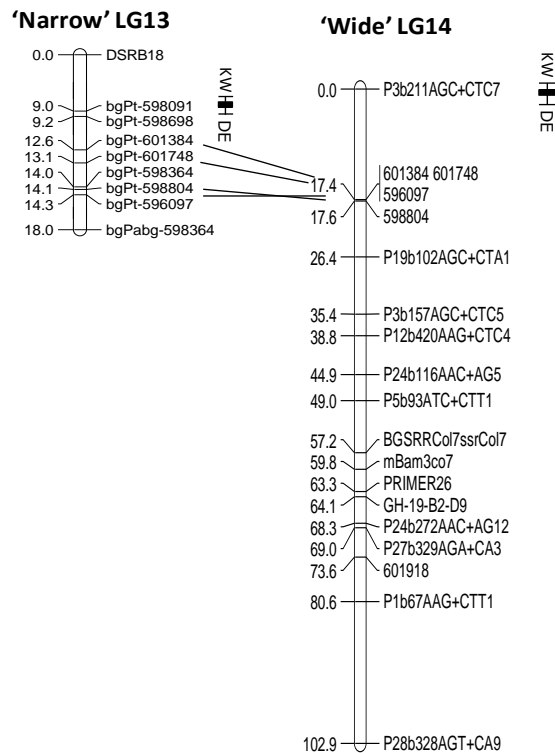 'Narrow' LG13
0.0 DSRB18
9.0 bgPt-598091
9.2 bgPt-598698
12.6 bgPt-601384
13.1 bgPt-601748
14.0 bgPt-598364
14.1 bgPt-598804
14.3 bgPt-596097
18.0 bgPabg-598364
KW
DE
'Wide' LG14
0.0 P3b211AGC+CTC7
601384 601748
17.4 596097
17.6 598804
26.4 P19b102AGC+CTA1
35.4 P3b157AGC+CTC5
38.8 P12b420AAG+CTC4
44.9 P24b116AAC+AG5
49.0 P5b93ATC+CTT1
57.2 BGSRRCol7ssrCol7
59.8 mBam3co7
63.3 PRIMER26
64.1 GH-19-B2-D9
68.3 P24b272AAC+AG12
69.0 P27b329AGA+CA3
73.6 601918
80.6 P1b67AAG+CTT1
102.9 P28b328AGT+CA9
KW
DE